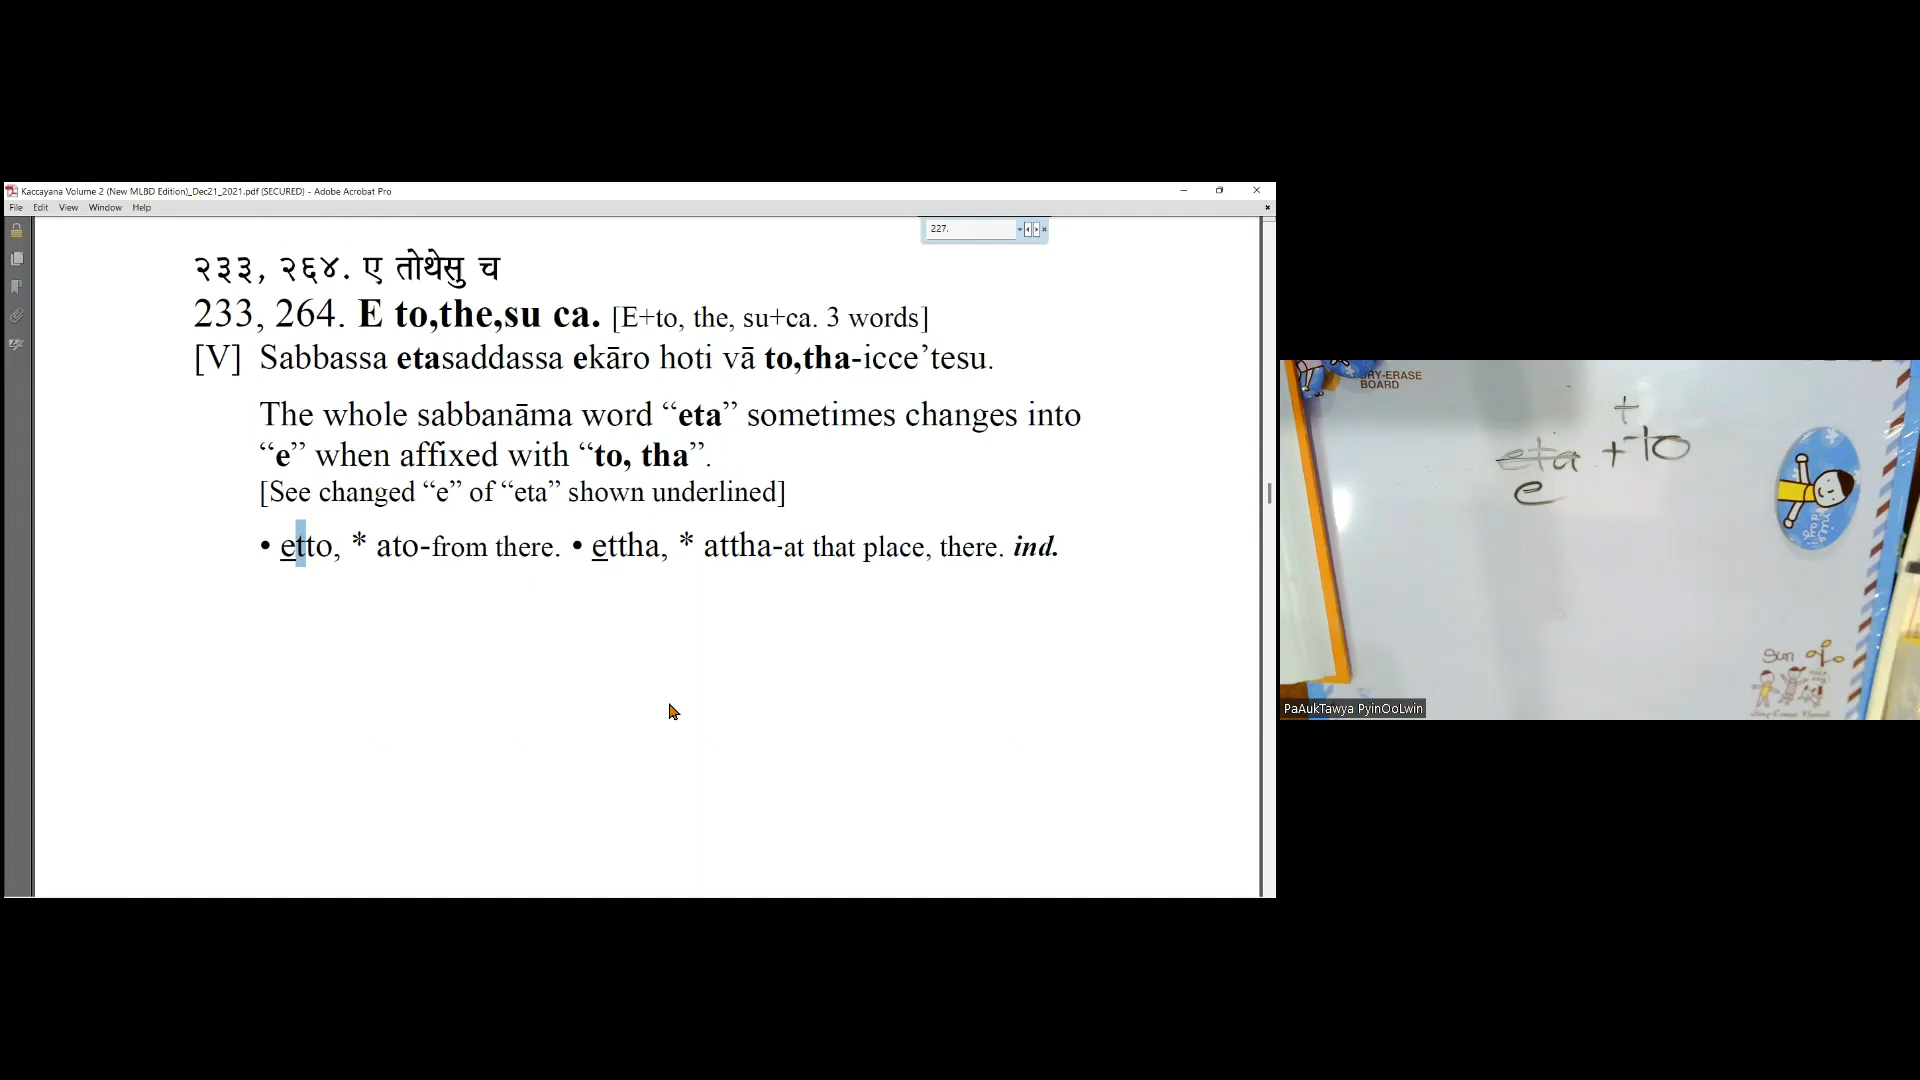 Kaccayana Volume 2 (New MLBD Edition)_Dec21_2021.pdf (SECURED) - Adobe Acrobat Pro
File Edit View Window Help
227.
२३३, २६४. ए तोथेसु च
233, 264. E to,the,su ca. [E+to, the, su+ca. 3 words]
[V] Sabbassa etasaddassa ekāro hoti vā to,tha-icce’tesu.
The whole sabbanāma word “eta” sometimes changes into
“e” when affixed with “to, tha”.
[See changed “e” of “eta” shown underlined]
• etto, * ato-from there. • ettha, * attha-at that place, there. ind.
DRY-ERASE
BOARD
t
eta + to
e
Sun
PaAukTawya PyinOoLwin